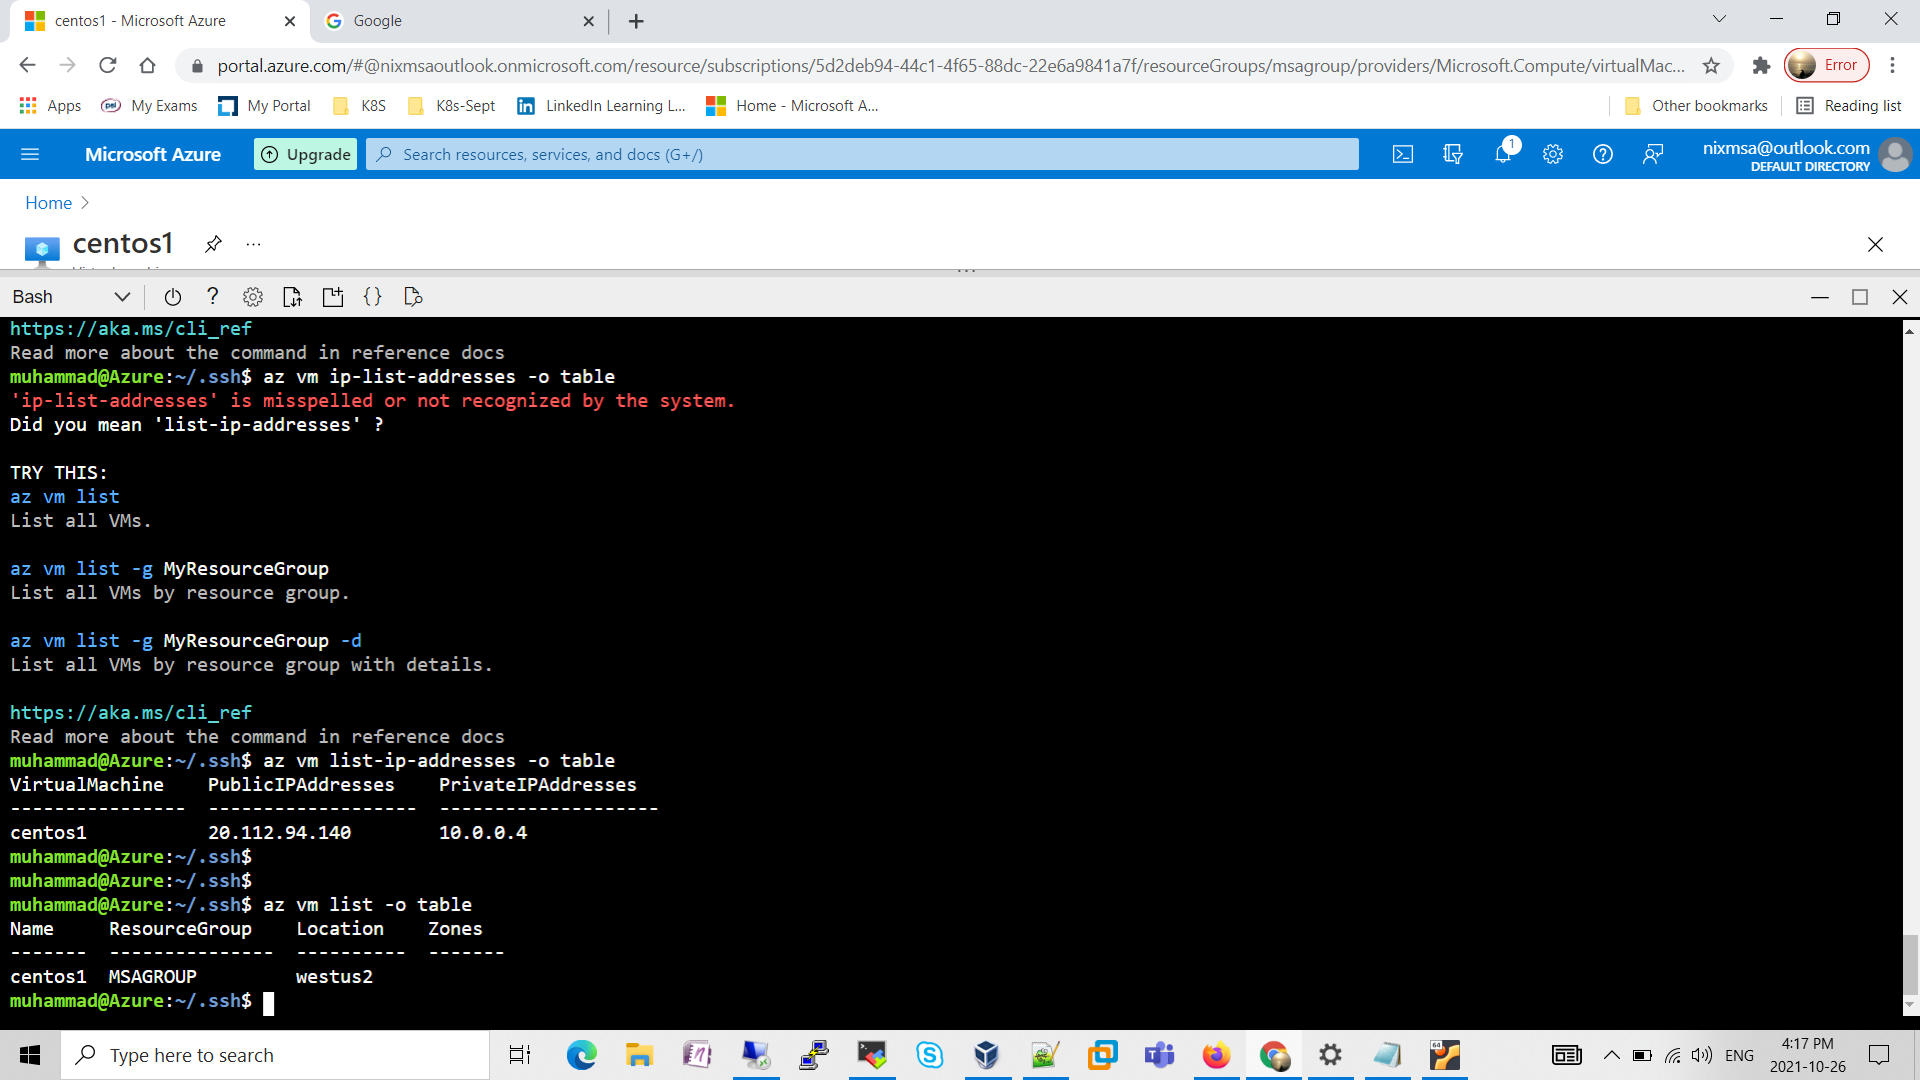 centos1 - Microsoft Azure
Google
portal.azure.com/#@nixmsaoutlook.onmicrosoft.com/resource/subscriptions/5d2deb94-44c1-4f65-88dc-22e6a9841a7f/resourceGroups/msagroup/providers/Microsoft.Compute/virtualMac...
Error
Apps
psi
My Exams
My Portal
K8S
K8s-Sept
LinkedIn Learning L...
Home - Microsoft A...
Other bookmarks
Reading list
Microsoft Azure
Upgrade
Search resources, services, and docs (G+/)
1
nixmsa@outlook.com
DEFAULT DIRECTORY
Home
centos1
Bash
https://aka.ms/cli_ref
Read more about the command in reference docs
muhammad@Azure:~/.ssh$ az vm ip-list-addresses -o table
'ip-list-addresses' is misspelled or not recognized by the system.
Did you mean 'list-ip-addresses' ?
TRY THIS:
az vm list
List all VMs.
az vm list -g MyResourceGroup
List all VMs by resource group.
az vm list -g MyResourceGroup -d
List all VMs by resource group with details.
https://aka.ms/cli_ref
Read more about the command in reference docs
muhammad@Azure:~/.ssh$ az vm list-ip-addresses -o table
VirtualMachine    PublicIPAddresses    PrivateIPAddresses
----------------  -------------------  --------------------
centos1           20.112.94.140        10.0.0.4
muhammad@Azure:~/.ssh$
muhammad@Azure:~/.ssh$
muhammad@Azure:~/.ssh$ az vm list -o table
Name     ResourceGroup    Location    Zones
-------  ---------------  ----------  -------
centos1  MSAGROUP         westus2
muhammad@Azure:~/.ssh$
Type here to search
64
ENG
4:17 PM
2021-10-26